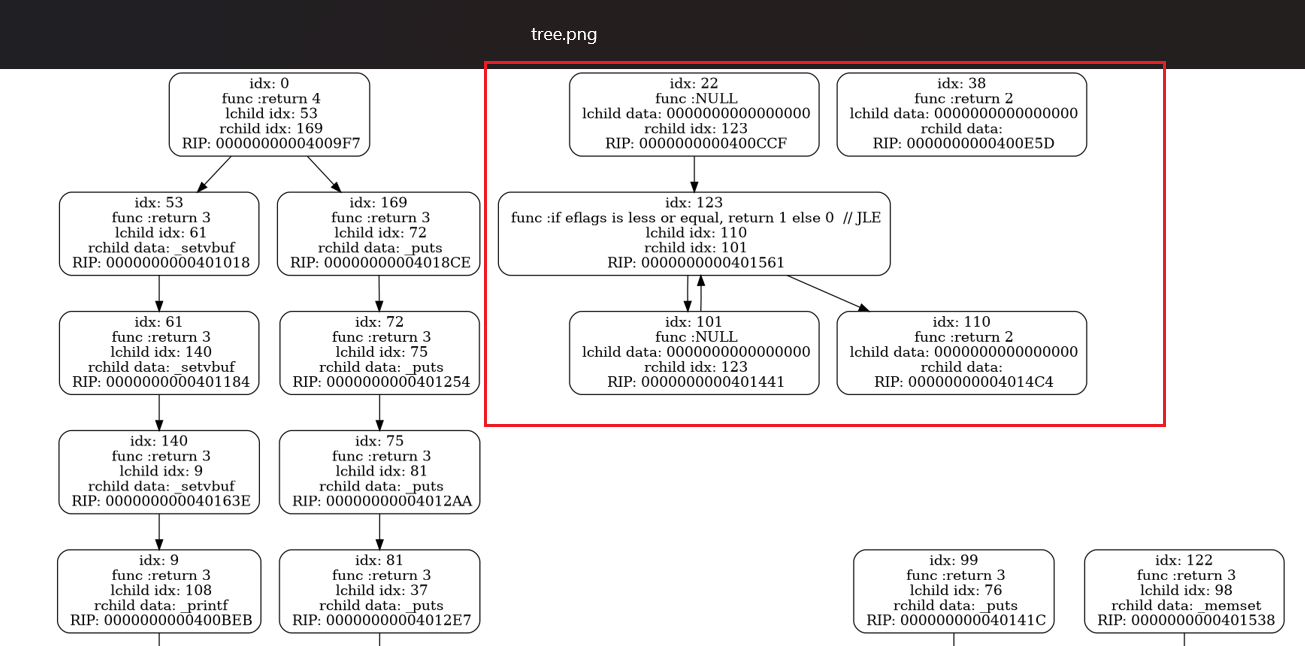 tree.png
idx: 0
func :return 4
lchild idx: 53
rchild idx: 169
RIP: 00000000004009F7
idx: 22
func :NULL
lchild data: 0000000000000000
rchild idx: 123
RIP: 0000000000400CCF
idx: 38
func :return 2
lchild data: 0000000000000000
rchild data:
RIP: 0000000000400E5D
idx: 53
func :return 3
lchild idx: 61
rchild data: _setvbuf
RIP: 0000000000401018
idx: 169
func :return 3
lchild idx: 72
rchild data: _puts
RIP: 00000000004018CE
idx: 123
func :if eflags is less or equal, return 1 else 0  // JLE
lchild idx: 110
rchild idx: 101
RIP: 0000000000401561
idx: 61
func :return 3
lchild idx: 140
rchild data: _setvbuf
RIP: 0000000000401184
idx: 72
func :return 3
lchild idx: 75
rchild data: _puts
RIP: 0000000000401254
idx: 101
func :NULL
lchild data: 0000000000000000
rchild idx: 123
RIP: 0000000000401441
idx: 110
func :return 2
lchild data: 0000000000000000
rchild data:
RIP: 00000000004014C4
idx: 140
func :return 3
lchild idx: 9
rchild data: _setvbuf
RIP: 000000000040163E
idx: 75
func :return 3
lchild idx: 81
rchild data: _puts
RIP: 00000000004012AA
idx: 9
func :return 3
lchild idx: 108
rchild data: _printf
RIP: 0000000000400BEB
idx: 81
func :return 3
lchild idx: 37
rchild data: _puts
RIP: 00000000004012E7
idx: 99
func :return 3
lchild idx: 76
rchild data: _puts
RIP: 000000000040141C
idx: 122
func :return 3
lchild idx: 98
rchild data: _memset
RIP: 0000000000401538